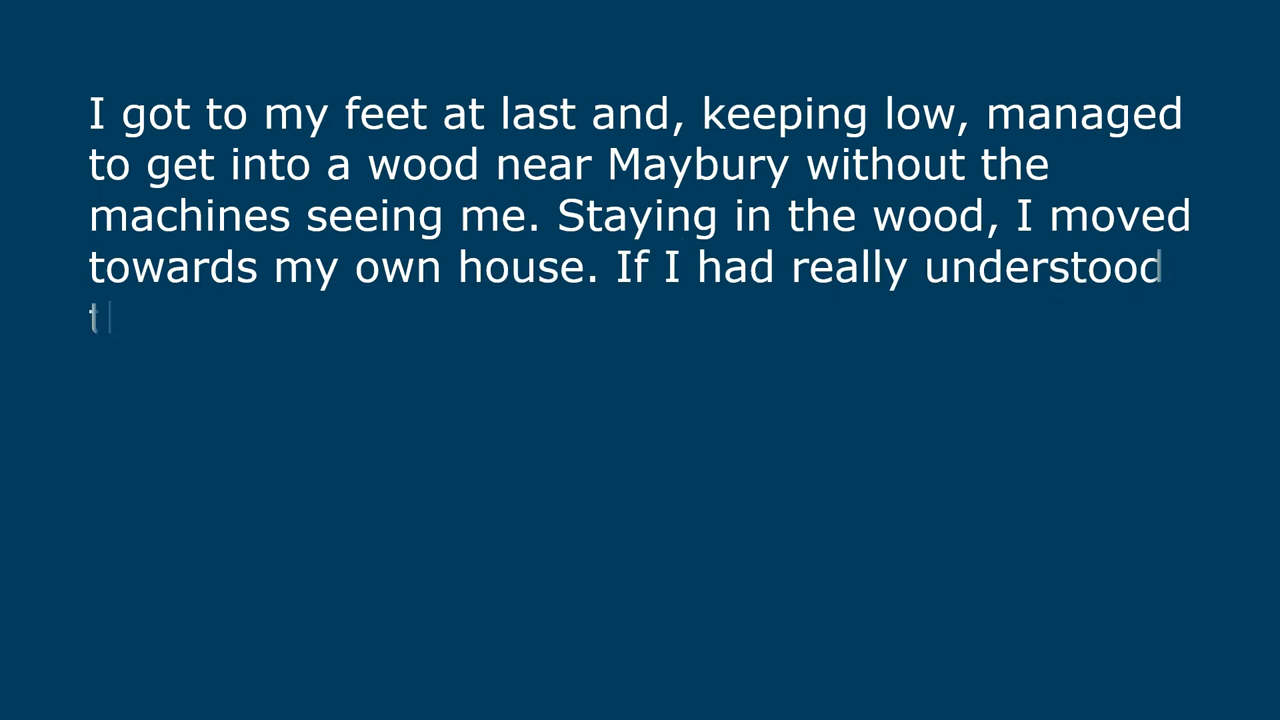 I got to my feet at last and, keeping low, managed
to get into a wood near Maybury without the
machines seeing me. Staying in the wood, I moved
towards my own house. If I had really understood